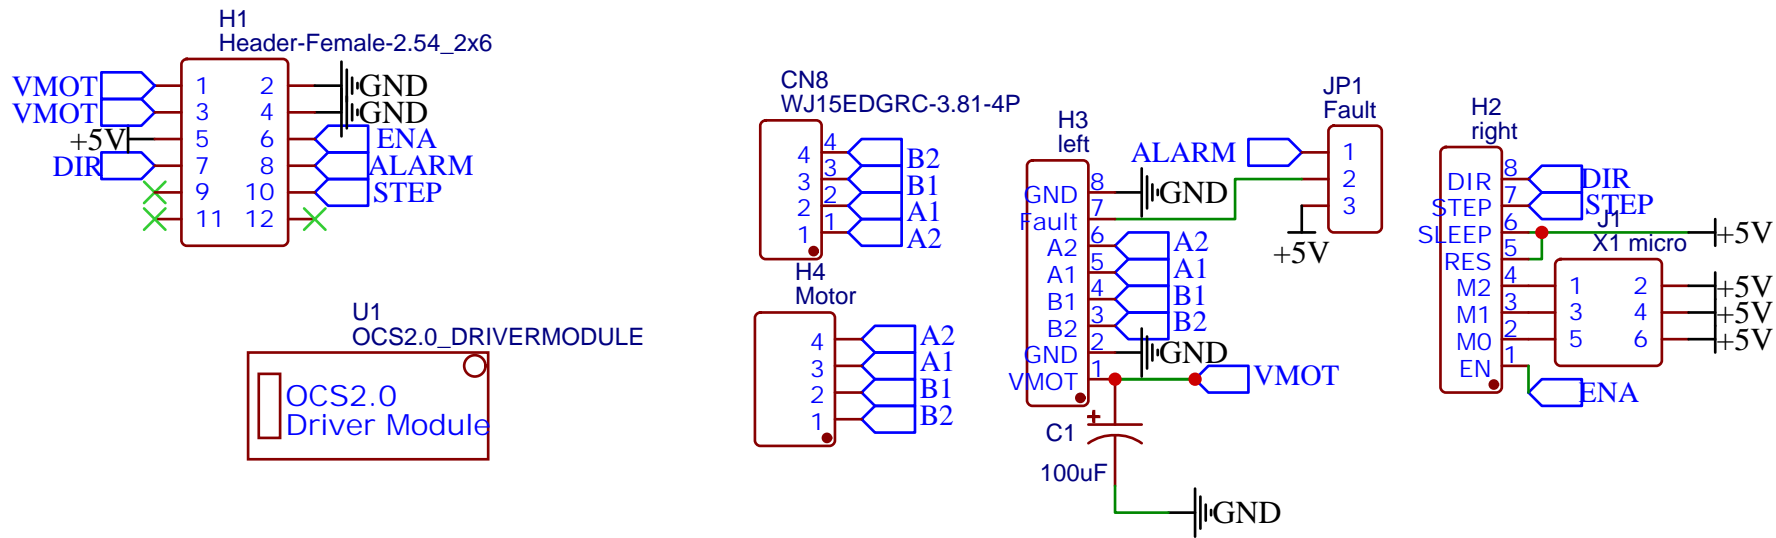 H1
Header-Female-2.54_2x6
VMOT 1 2 GND
VMOT 3 4 GND
+5V 5 6 ENA
DIR 7 8 ALARM
9 10 STEP
11 12
U1
OCS2.0_DRIVERMODULE
OCS2.0
Driver Module
CN8
WJ15EDGRC-3.81-4P
4 4 B2
3 3 B1
2 2 A1
1 1 A2
H4
Motor
4 A2
3 A1
2 B1
1 B2
H3
left
GND 8 GND
Fault 7
A2 6 A2
A1 5 A1
B1 4 B1
B2 3 B2
GND 2 GND
VMOT 1 VMOT
+
C1
100uF
GND
JP1
Fault
ALARM 1
2
3
+5V
H2
right
DIR 8 DIR
STEP 7 STEP
SLEEP 6 +5V
RES 5
M2 4
M1 3
M0 2
EN 1 ENA
J1
X1 micro
1 2 +5V
3 4 +5V
5 6 +5V